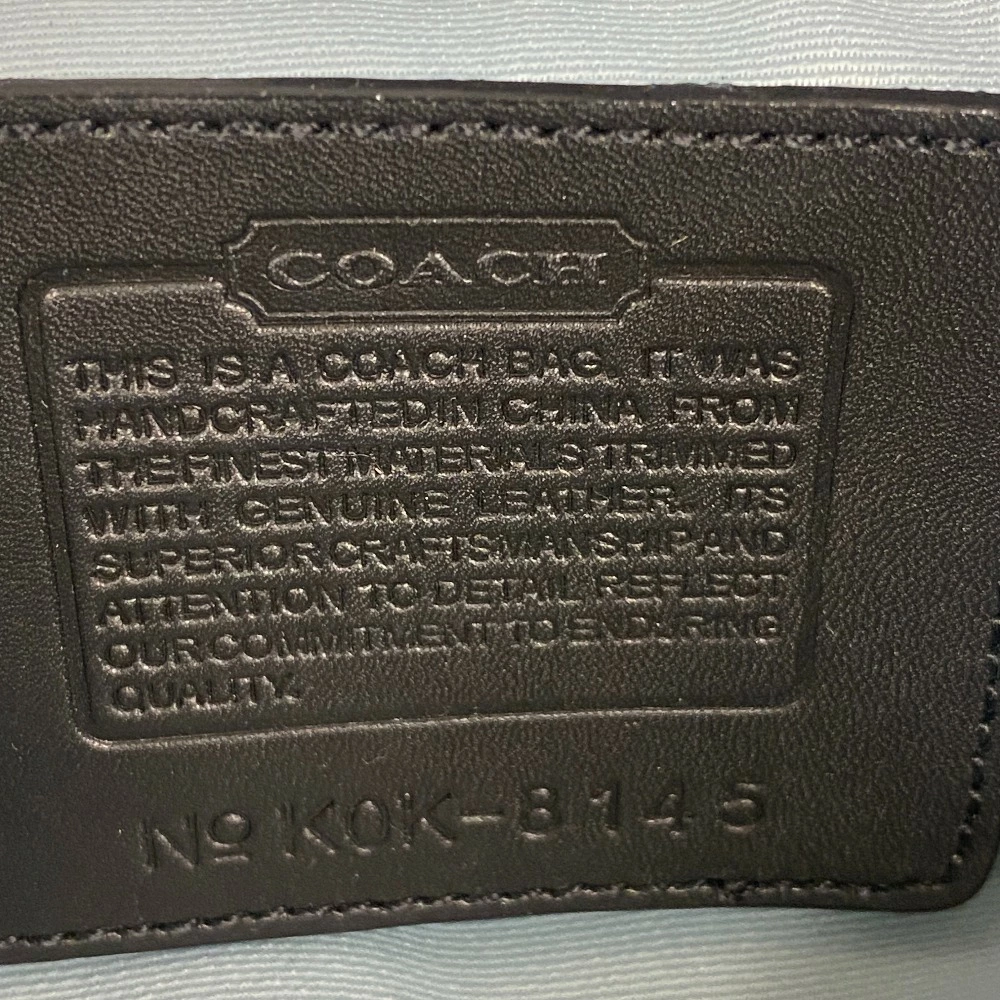 COACH
THIS IS A COACH BAG. IT WAS
HANDCRAFTED IN CHINA FROM
THE FINEST MATERIALS TRIMMED
WITH GENUINE LEATHER. ITS
SUPERIOR CRAFTSMANSHIP AND
ATTENTION TO DETAIL REFLECT
OUR COMMITMENT TO ENDURING
QUALITY.
No K0K-8145